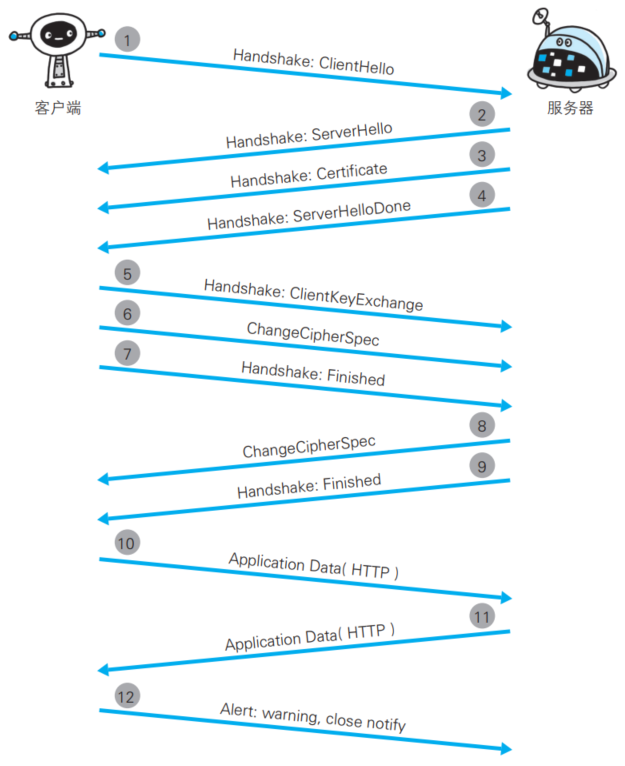 1
Handshake: ClientHello
客户端
服务器
2
Handshake: ServerHello
3
Handshake: Certificate
4
Handshake: ServerHelloDone
5
Handshake: ClientKeyExchange
6
ChangeCipherSpec
7
Handshake: Finished
8
ChangeCipherSpec
9
Handshake: Finished
10
Application Data( HTTP )
11
Application Data( HTTP )
12
Alert: warning, close notify